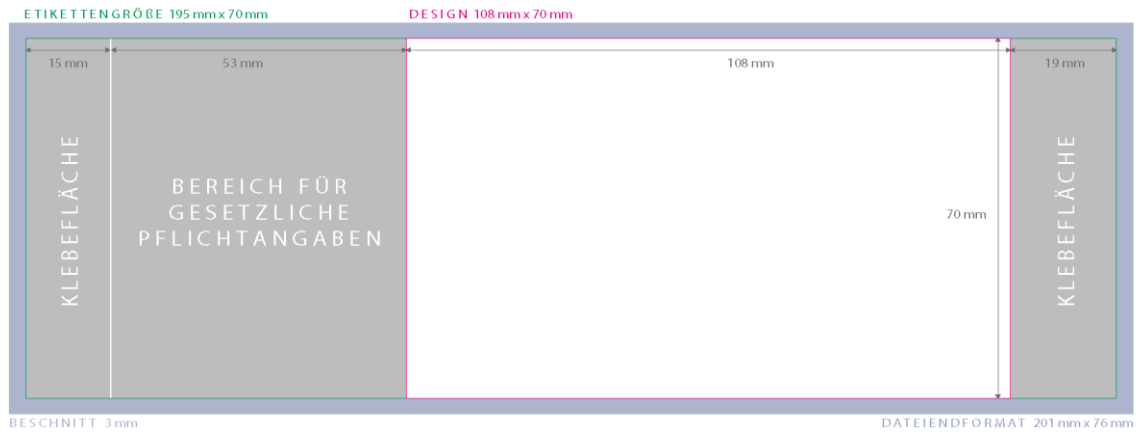 ETIKETTENGRÖßE 195 mm x 70 mm
DESIGN 108 mm x 70 mm
15 mm
53 mm
108 mm
19 mm
KLEBEFLÄCHE
BEREICH FÜR
GESETZLICHE
PFLICHTANGABEN
70 mm
KLEBEFLÄCHE
BESCHNITT 3 mm
DATEIENDFORMAT 201 mm x 76 mm